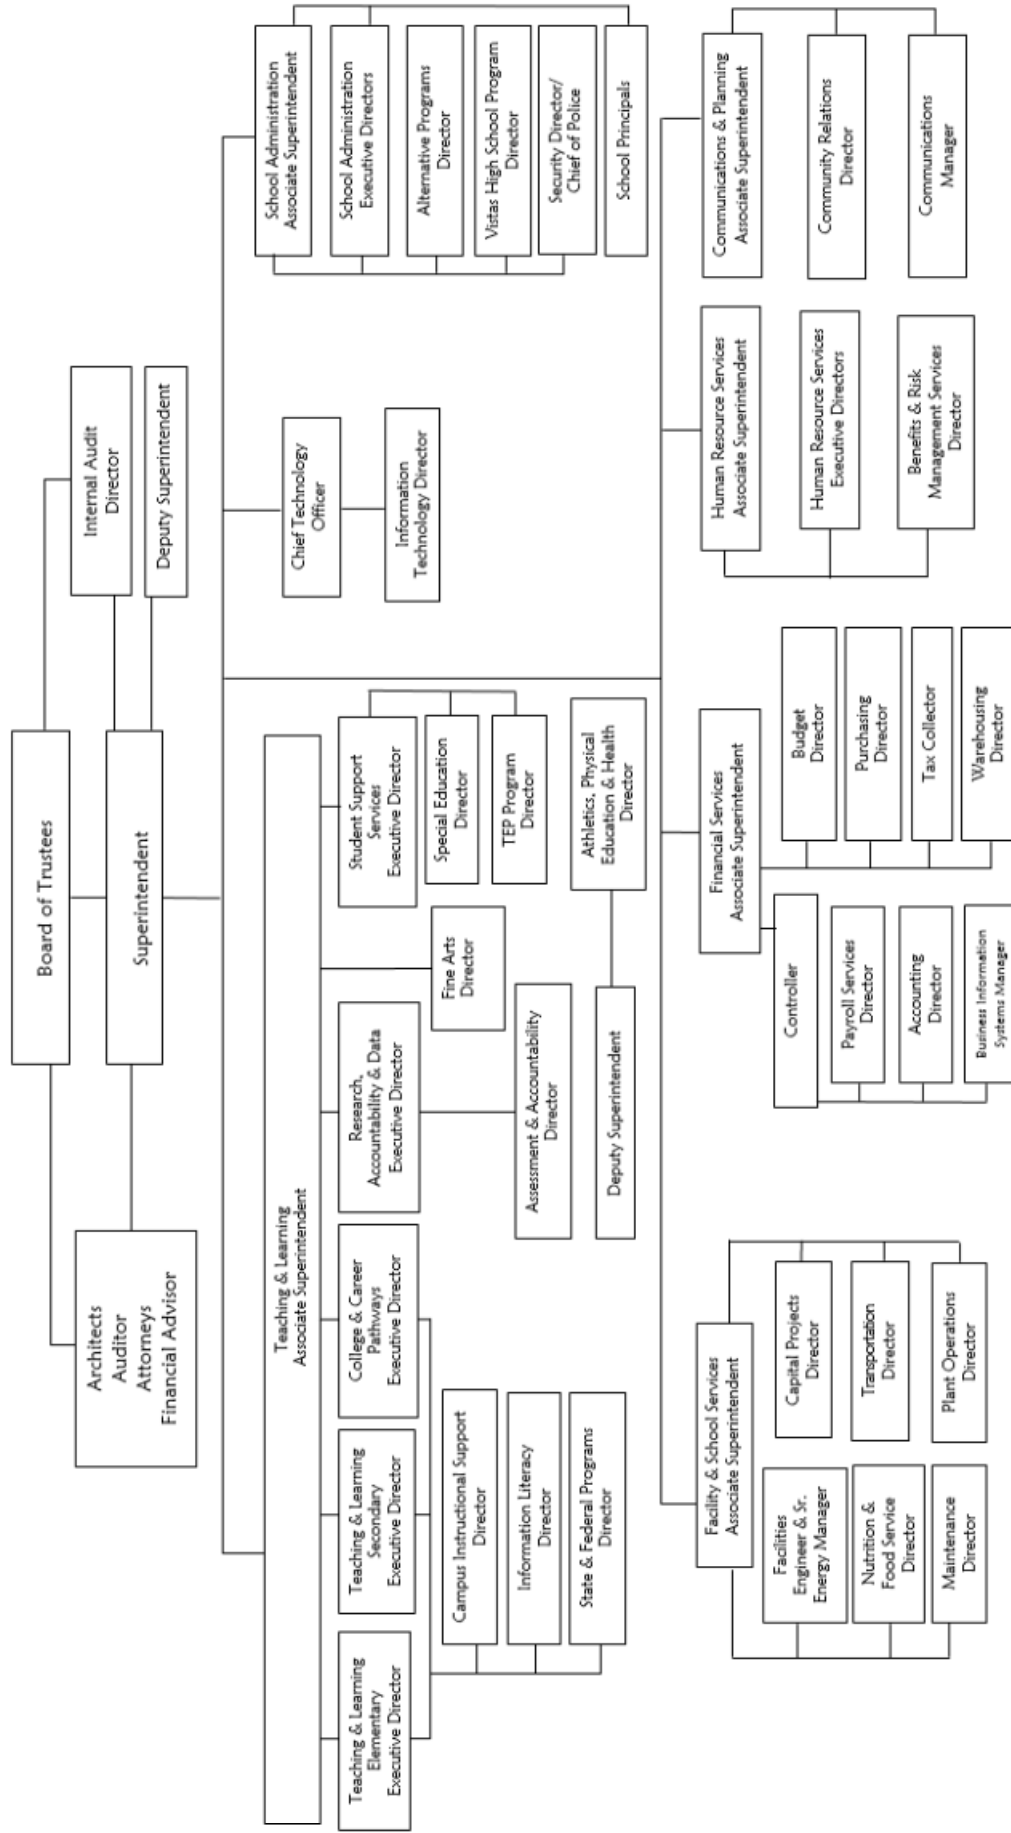 Board of Trustees
Architects
Auditor
Attorneys
Financial Advisor
Internal Audit
Director
Superintendent
Deputy Superintendent
Teaching & Learning
Associate Superintendent
Chief Technology
Officer
Information
Technology Director
School Administration
Associate Superintendent
School Administration
Executive Directors
Alternative Programs
Director
Vistas High School Program
Director
Security Director/
Chief of Police
School Principals
Teaching & Learning
Elementary
Executive Director
Teaching & Learning
Secondary
Executive Director
College & Career
Pathways
Executive Director
Research,
Accountability & Data
Executive Director
Student Support
Services
Executive Director
Fine Arts
Director
Special Education
Director
TEP Program
Director
Campus Instructional Support
Director
Information Literacy
Director
State & Federal Programs
Director
Assessment & Accountability
Director
Deputy Superintendent
Athletics, Physical
Education & Health
Director
Facility & School Services
Associate Superintendent
Facilities
Engineer & Sr.
Energy Manager
Nutrition &
Food Service
Director
Maintenance
Director
Capital Projects
Director
Transportation
Director
Plant Operations
Director
Financial Services
Associate Superintendent
Controller
Payroll Services
Director
Accounting
Director
Business Information
Systems Manager
Budget
Director
Purchasing
Director
Tax Collector
Warehousing
Director
Human Resource Services
Associate Superintendent
Human Resource Services
Executive Directors
Benefits & Risk
Management Services
Director
Communications & Planning
Associate Superintendent
Community Relations
Director
Communications
Manager